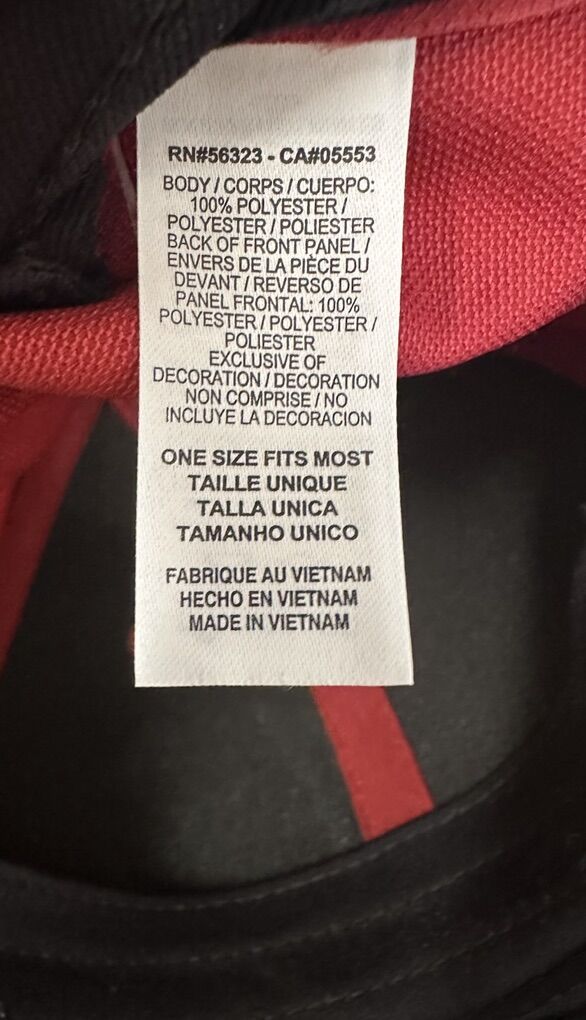 RN#56323 - CA#05553
BODY / CORPS / CUERPO:
100% POLYESTER /
POLYESTER / POLIESTER
BACK OF FRONT PANEL /
ENVERS DE LA PIÈCE DU
DEVANT / REVERSO DE
PANEL FRONTAL: 100%
POLYESTER / POLYESTER /
POLIESTER
EXCLUSIVE OF
DECORATION / DECORATION
NON COMPRISE / NO
INCLUYE LA DECORACION
ONE SIZE FITS MOST
TAILLE UNIQUE
TALLA UNICA
TAMANHO UNICO
FABRIQUE AU VIETNAM
HECHO EN VIETNAM
MADE IN VIETNAM